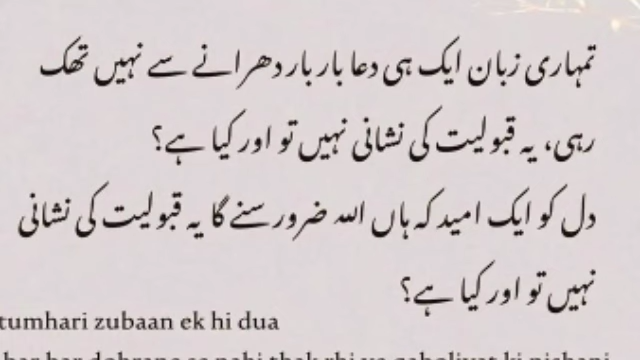 تمہاری زبان ایک ہی دعا بار بار دھرانے سے نہیں تھک
رہی، یہ قبولیت کی نشانی نہیں تو اور کیا ہے؟
دل کو ایک امید کہ ہاں اللہ ضرور سنے گا یہ قبولیت کی نشانی
نہیں تو اور کیا ہے؟
tumhari zubaan ek hi dua